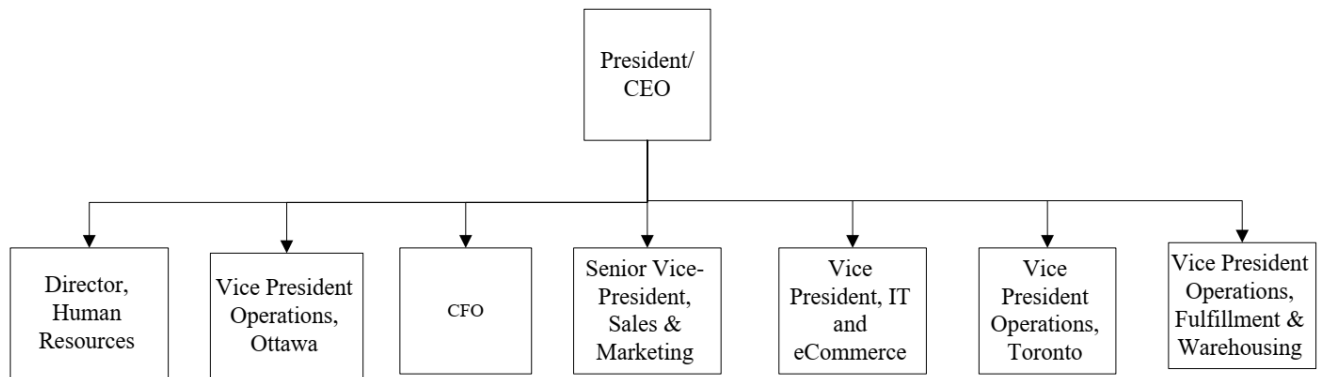 President/
CEO
Director,
Human
Resources
Vice President
Operations,
Ottawa
CFO
Senior Vice-
President,
Sales &
Marketing
Vice
President, IT
and
eCommerce
Vice
President
Operations,
Toronto
Vice President
Operations,
Fulfillment &
Warehousing